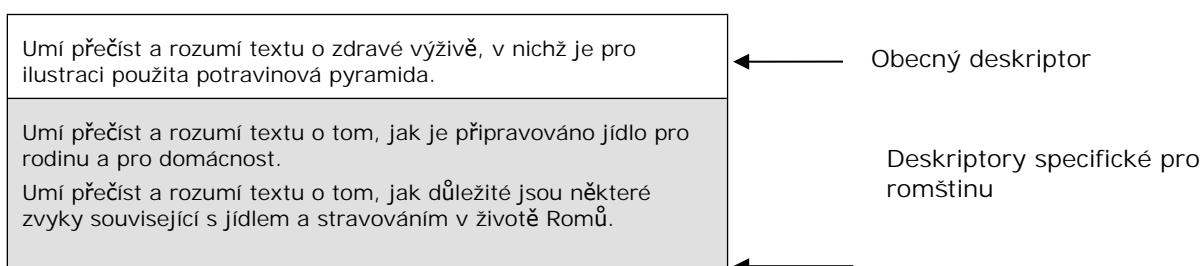 Umí přečíst a rozumí textu o zdravé výživě, v nichž je pro
ilustraci použita potravinová pyramida.
Obecný deskriptor
Umí přečíst a rozumí textu o tom, jak je připravováno jídlo pro
rodinu a pro domácnost.
Umí přečíst a rozumí textu o tom, jak důležité jsou některé
zvyky související s jídlem a stravováním v životě Romů.
Deskriptory specifické pro
romštinu